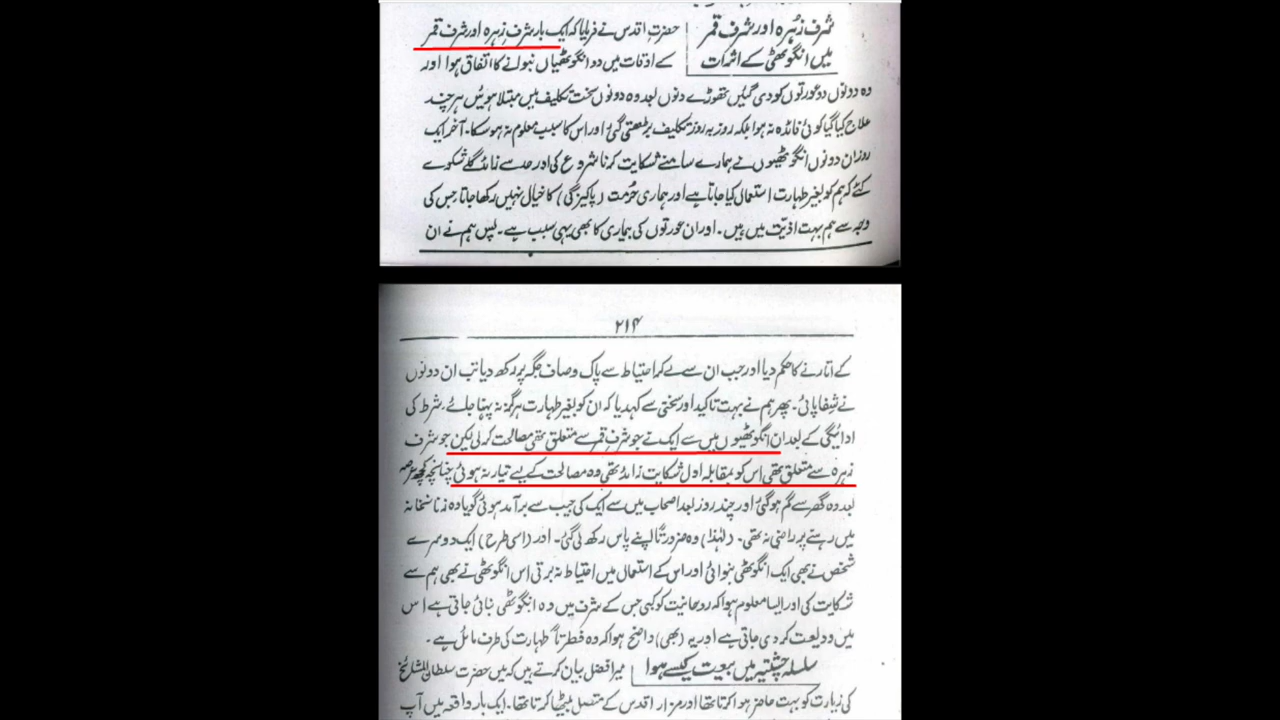 شرف زہرہ اور شرف قمر
میں انگوٹھی کے اثرات
حضرت اقدس نے فرمایا کہ ایک بار شرف زہرہ اور شرف قمر
کے اوقات میں دو انگوٹھیاں بنوانے کا اتفاق ہوا اور
وہ دونوں دو عورتوں کو دی گئیں تھوڑے دنوں بعد وہ دونوں سخت تکلیف میں مبتلا ہوئیں ہر چند
علاج کیا گیا کوئی فائدہ نہ ہوا بلکہ روز بہ روز تکلیف بڑھتی گئی اور اس کا سبب معلوم نہ ہو سکا۔ آخر ایک
روز ان دونوں انگوٹھیوں نے ہمارے سامنے شکایت کرنا شروع کی اور حد سے زائد گلے شکوے
کئے کہ ہم کو بغیر طہارت استعمال کیا جاتا ہے اور ہماری حُرمت (پاکیزگی) کا خیال نہیں رکھا جاتا جس کی
وجہ سے ہم بہت اذیّت میں ہیں۔ اور ان عورتوں کی بیماری کا بھی یہی سبب ہے۔ پس ہم نے ان
۲۱۴
کے اتارنے کا حکم دیا اور جب ان سے لے کر احتیاط سے پاک وصاف جگہ پر رکھ دیا تب ان دونوں
نے شفا پائی۔ پھر ہم نے بہت تاکید اور سختی سے کہدیا کہ ان کو بغیر طہارت ہرگز نہ پہنا جائے۔ شرط کی
ادائیگی کے بعد ان انگوٹھیوں میں سے ایک نے جو شرف قمر سے متعلق تھی مصالحت کر لی لیکن جو شرف
زہرہ سے متعلق تھی اس کو بمقابلہ اول شکایت زائد تھی وہ مصالحت کے لیے تیار نہ ہوئی چنانچہ کچھ عرصہ
بعد وہ گھر سے گم ہو گئی اور چند روز بعد اصحاب میں سے ایک کی جیب سے برآمد ہوئی گویا وہ زنانخانہ
میں رہنے پر راضی نہ تھی۔ (لہٰذا) وہ ضرورتاً اپنے پاس رکھ لی گئی۔ اور (اسی طرح) ایک دوسرے
شخص نے بھی ایک انگوٹھی بنوائی اور اس کے استعمال میں احتیاط نہ برتی اس انگوٹھی نے بھی ہم سے
شکایت کی اور ایسا معلوم ہوا کہ روحانیت کو کبی جس کے شرف میں وہ انگوٹھی بنائی جاتی ہے اس
میں ودیعت کر دی جاتی ہے اور یہ (بھی) واضح ہوا کہ وہ فطرتاً طہارت کی طرف مائل ہے۔
سلسلہ چشتیہ میں بیعت کیسے ہوا
میر افضل بیان کرتے ہیں کہ میں حضرت سلطان المشائخ
کی زیارت کو بہت حاضر ہوا کرتا تھا اور مزار اقدس کے متصل بیٹھا کرتا تھا۔ ایک بار واقعہ میں آپ